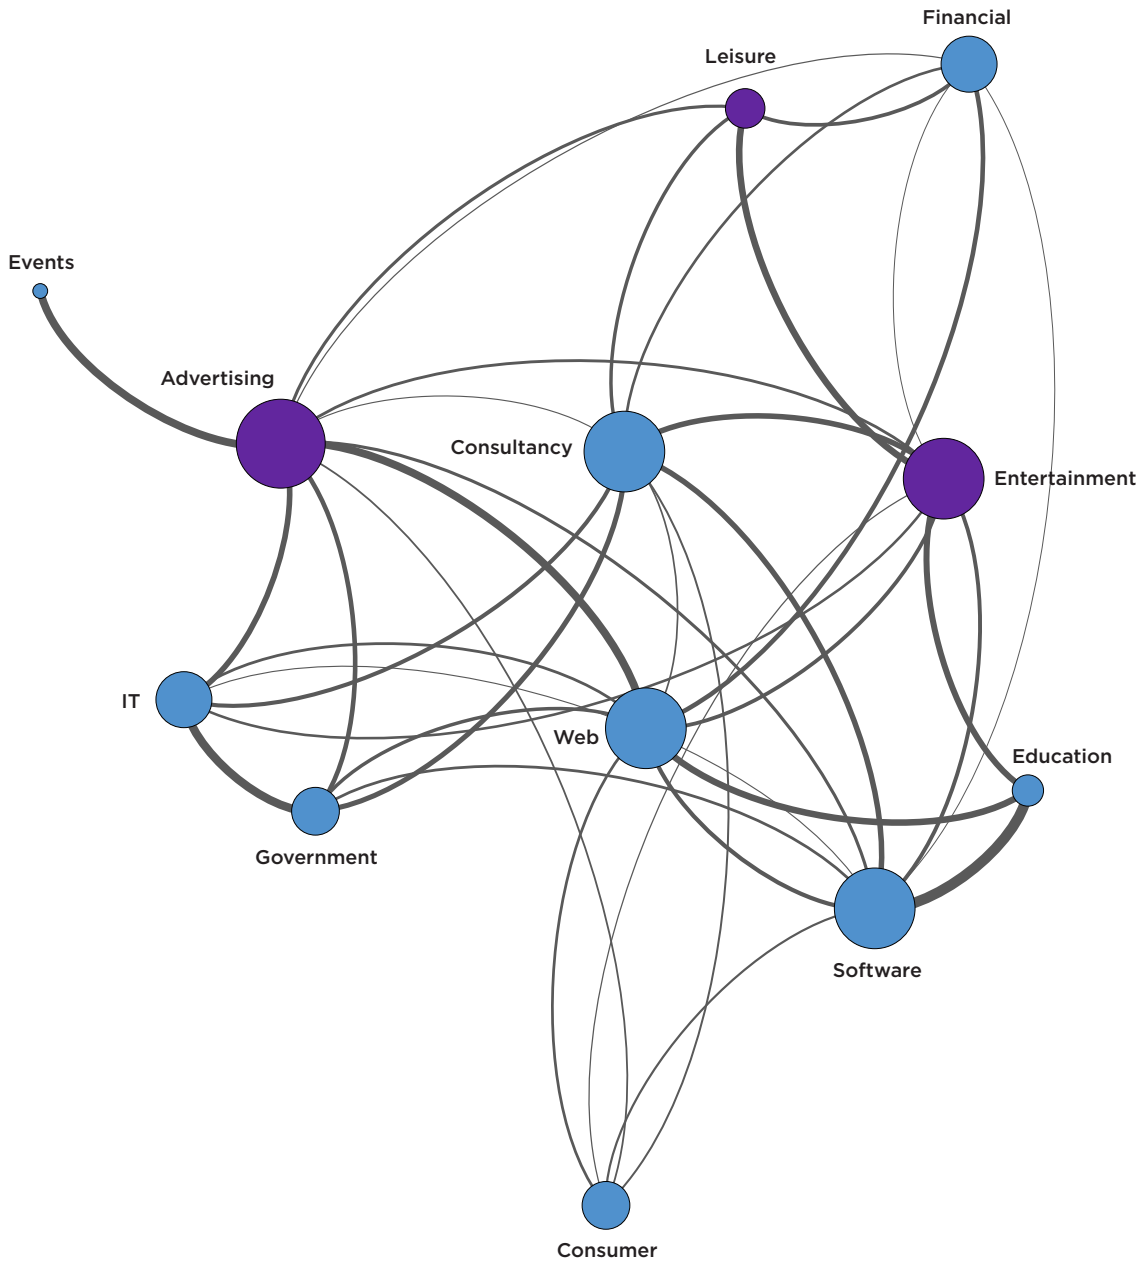 Financial
Leisure
Events
Advertising
Consultancy
Entertainment
IT
Web
Education
Government
Software
Consumer